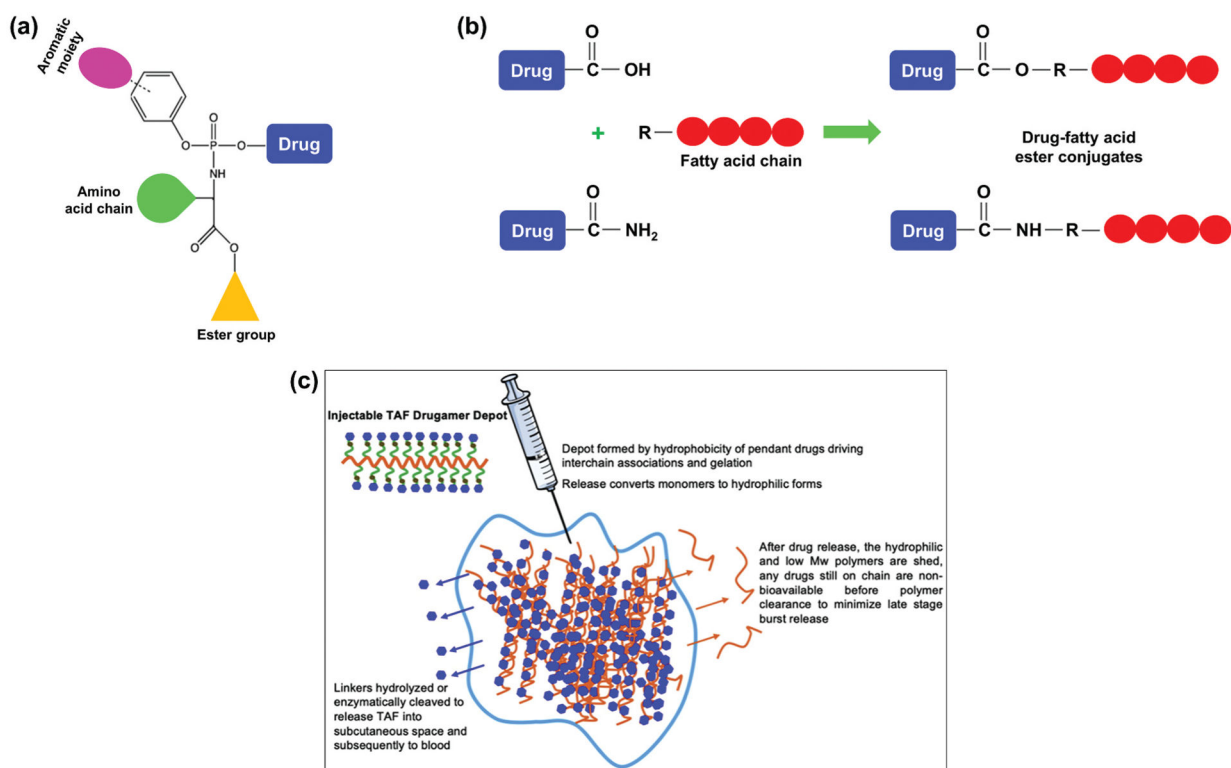 (a)
Aromatic
moiety
O
O
P
O
Drug
NH
Amino
acid chain
O
O
Ester group
(b)
Drug
C
O
OH
+
R
Fatty acid chain
Drug
C
O
NH2
Drug
C
O
O
R
Drug-fatty acid
ester conjugates
Drug
C
O
NH
R
(c)
Injectable TAF Drugamer Depot
Depot formed by hydrophobicity of pendant drugs driving
interchain associations and gelation
Release converts monomers to hydrophilic forms
After drug release, the hydrophilic
and low Mw polymers are shed,
any drugs still on chain are non-
bioavailable before polymer
clearance to minimize late stage
burst release
Linkers hydrolyzed or
enzymatically cleaved to
release TAF into
subcutaneous space and
subsequently to blood